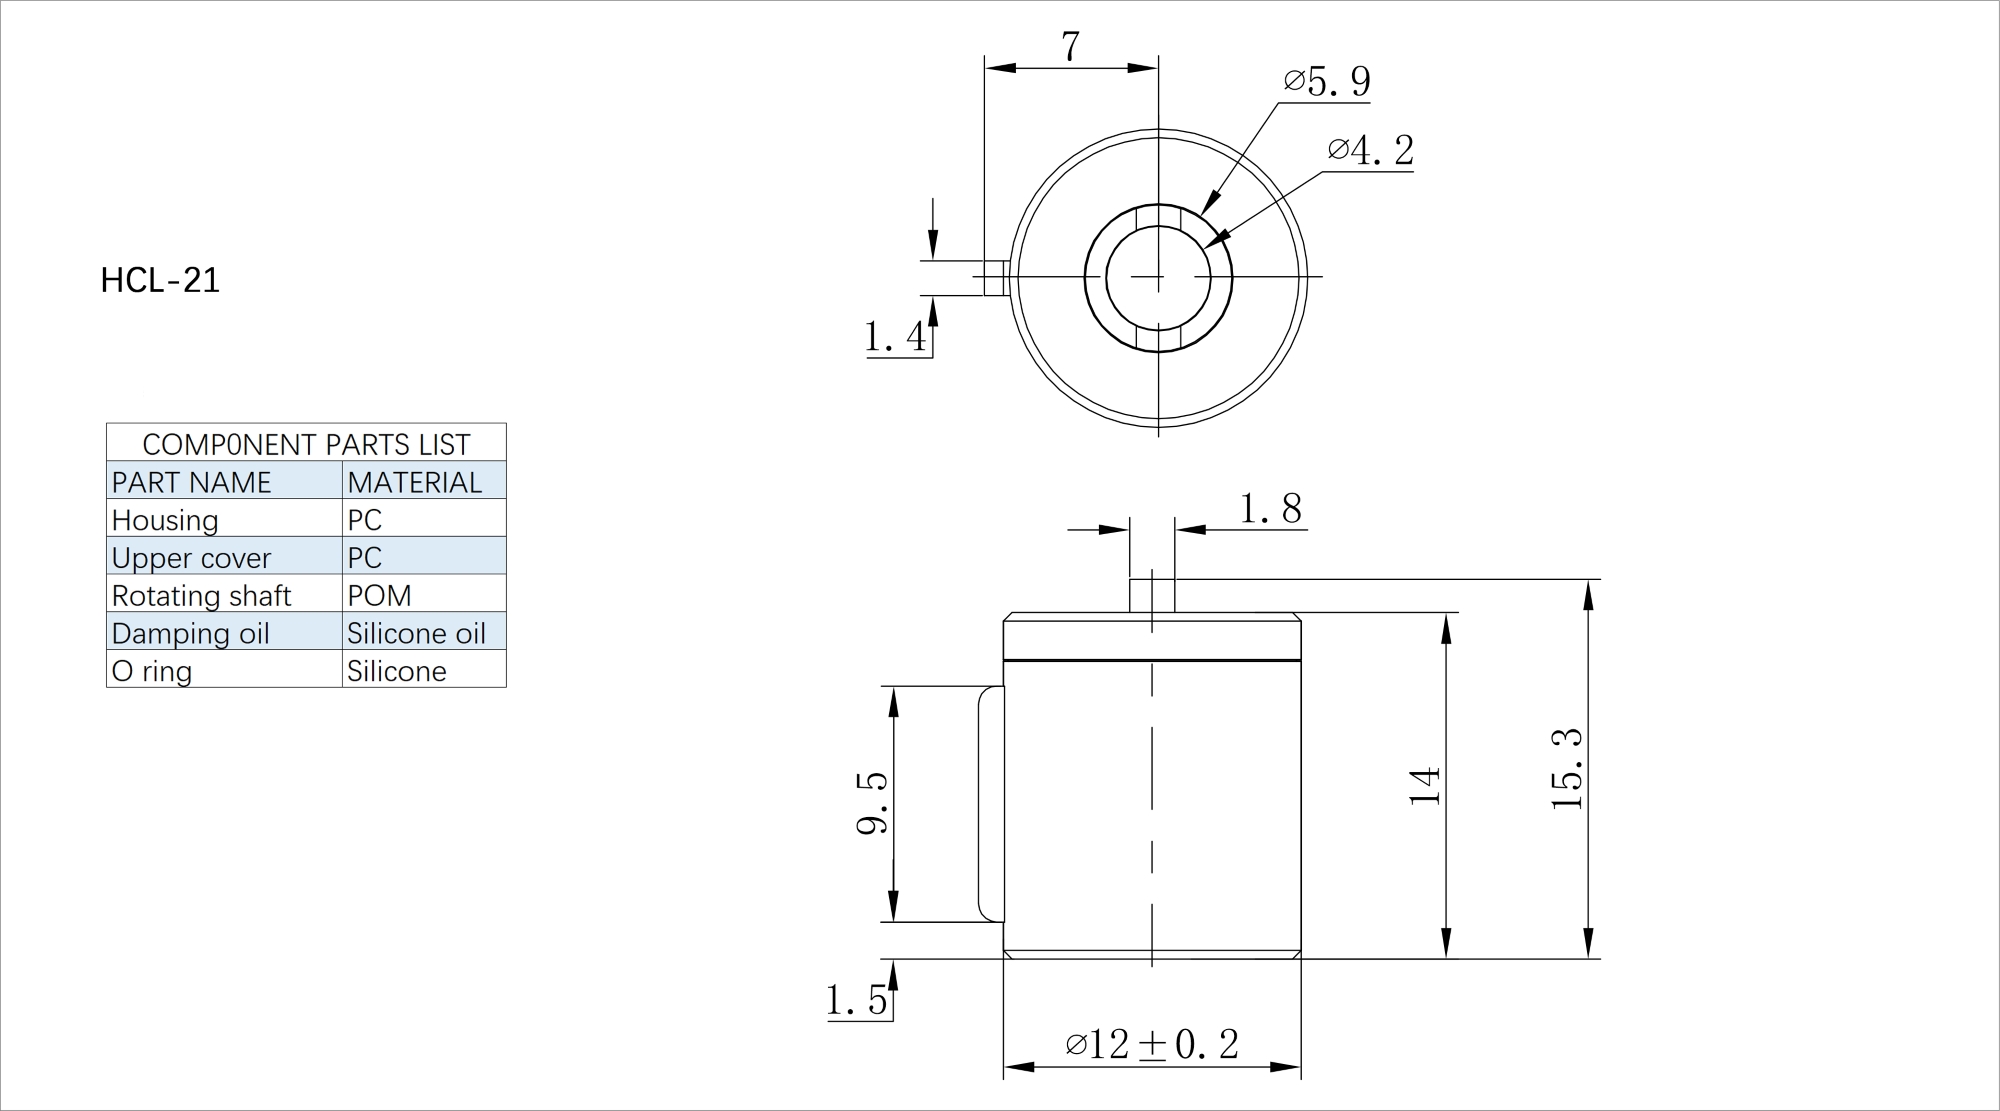 7
⌀5.9
⌀4.2
HCL-21
1.4
COMP0NENT PARTS LIST
PART NAME MATERIAL
Housing PC
Upper cover PC
Rotating shaft POM
Damping oil Silicone oil
O ring Silicone
1.8
9.5
14
15.3
1.5
⌀12±0.2